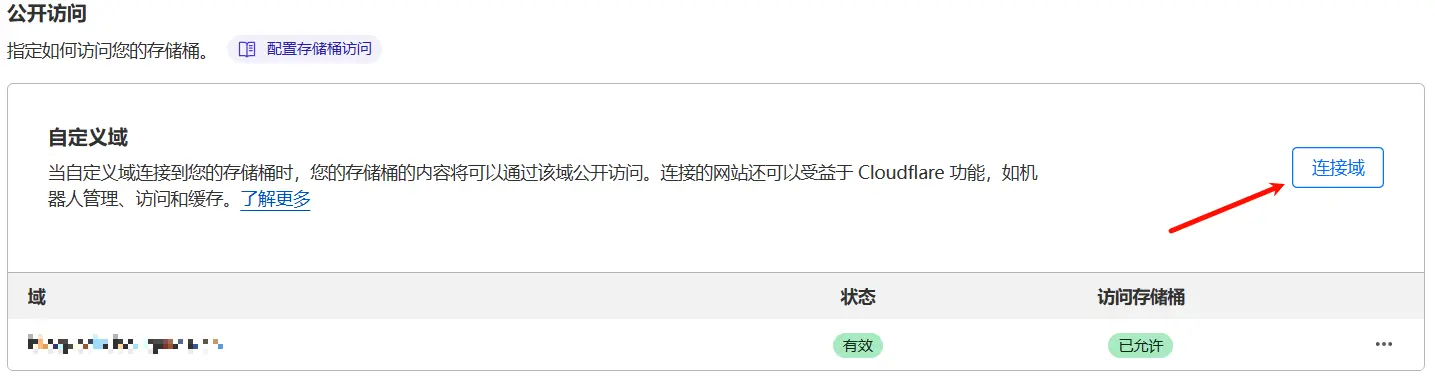 公开访问
指定如何访问您的存储桶。 配置存储桶访问
自定义域
当自定义域连接到您的存储桶时，您的存储桶的内容将可以通过该域公开访问。连接的网站还可以受益于 Cloudflare 功能，如机
器人管理、访问和缓存。了解更多
连接域
域 状态 访问存储桶
有效 已允许